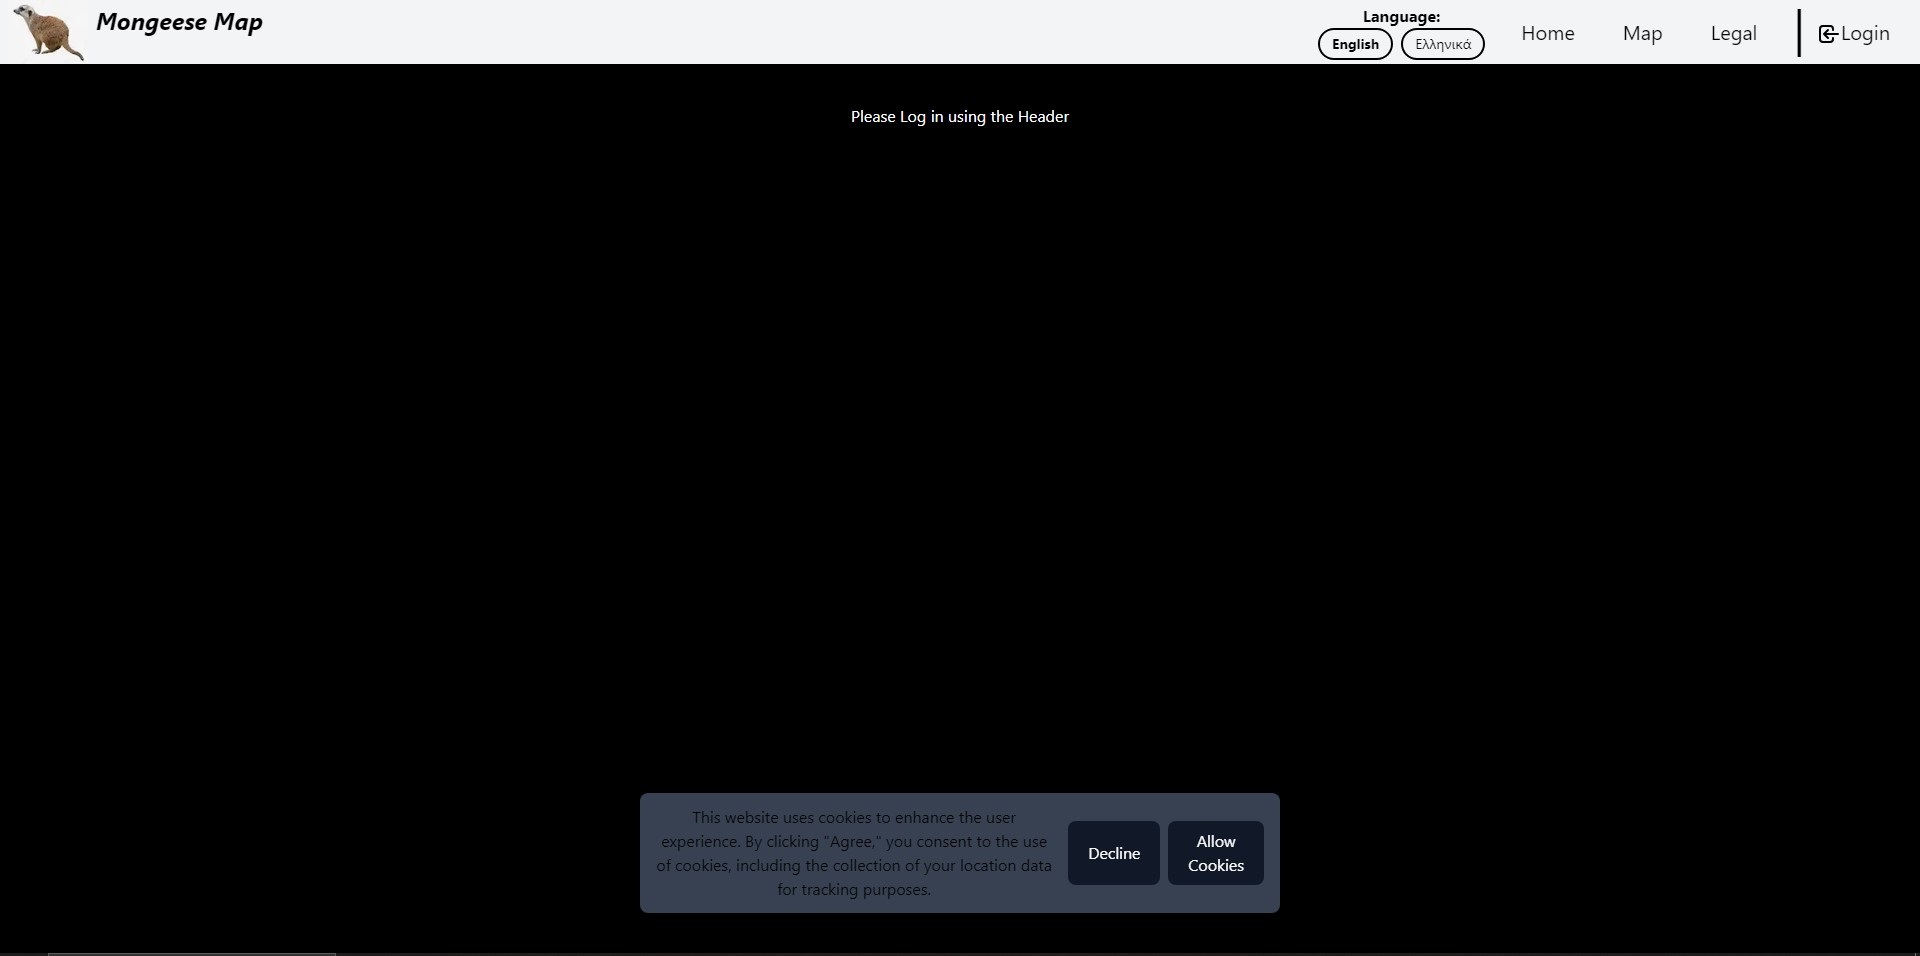 Mongeese Map
Language:
English
Ελληνικά
Home
Map
Legal
Login
Please Log in using the Header
This website uses cookies to enhance the user
experience. By clicking "Agree," you consent to the use
of cookies, including the collection of your location data
for tracking purposes.
Decline
Allow
Cookies